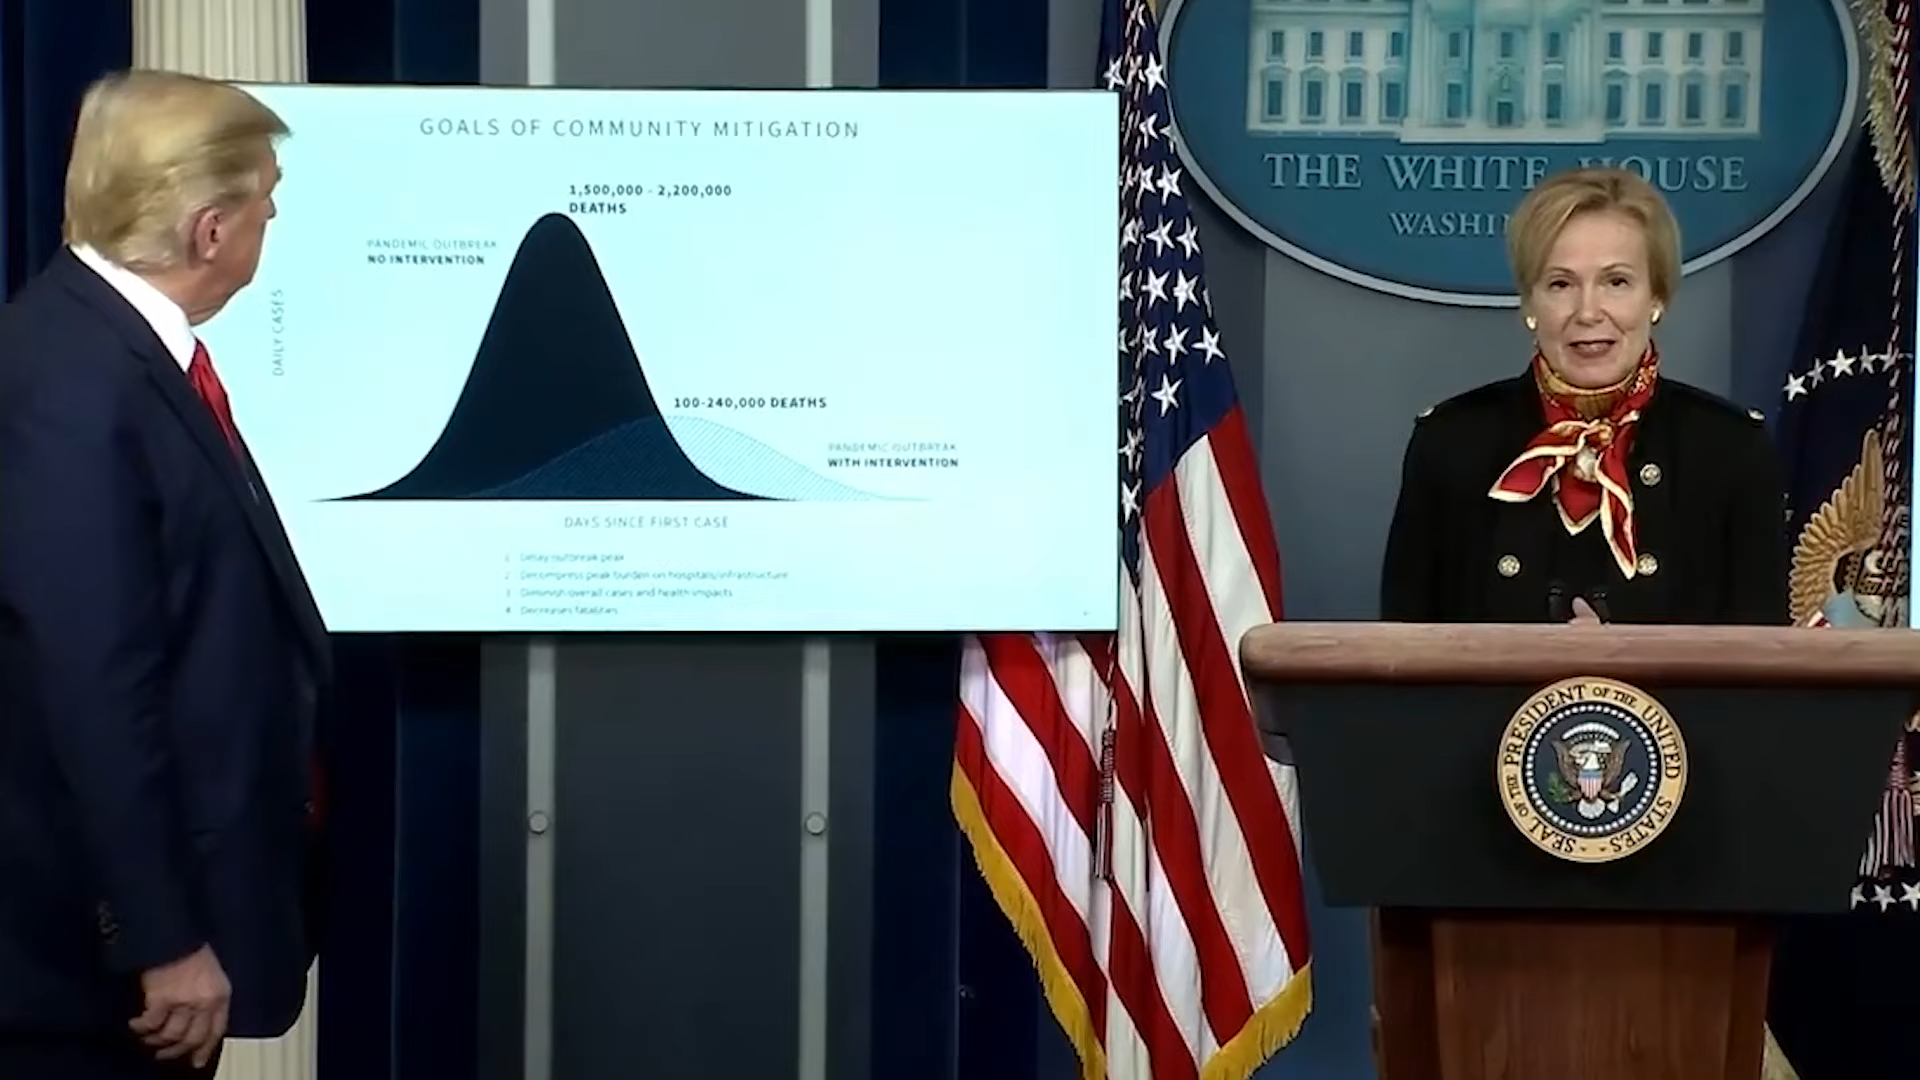 GOALS OF COMMUNITY MITIGATION
1,500,000 - 2,200,000
DEATHS
PANDEMIC OUTBREAK
NO INTERVENTION
DAILY CASES
100-240,000 DEATHS
PANDEMIC OUTBREAK
WITH INTERVENTION
DAYS SINCE FIRST CASE
1 Delay outbreak peak
2 Decompress peak burden on hospitals/infrastructure
3 Diminish overall cases and health impacts
4 Decreases fatalities
THE WHITE HOUSE
WASHI
SEAL OF THE PRESIDENT OF THE UNITED STATES